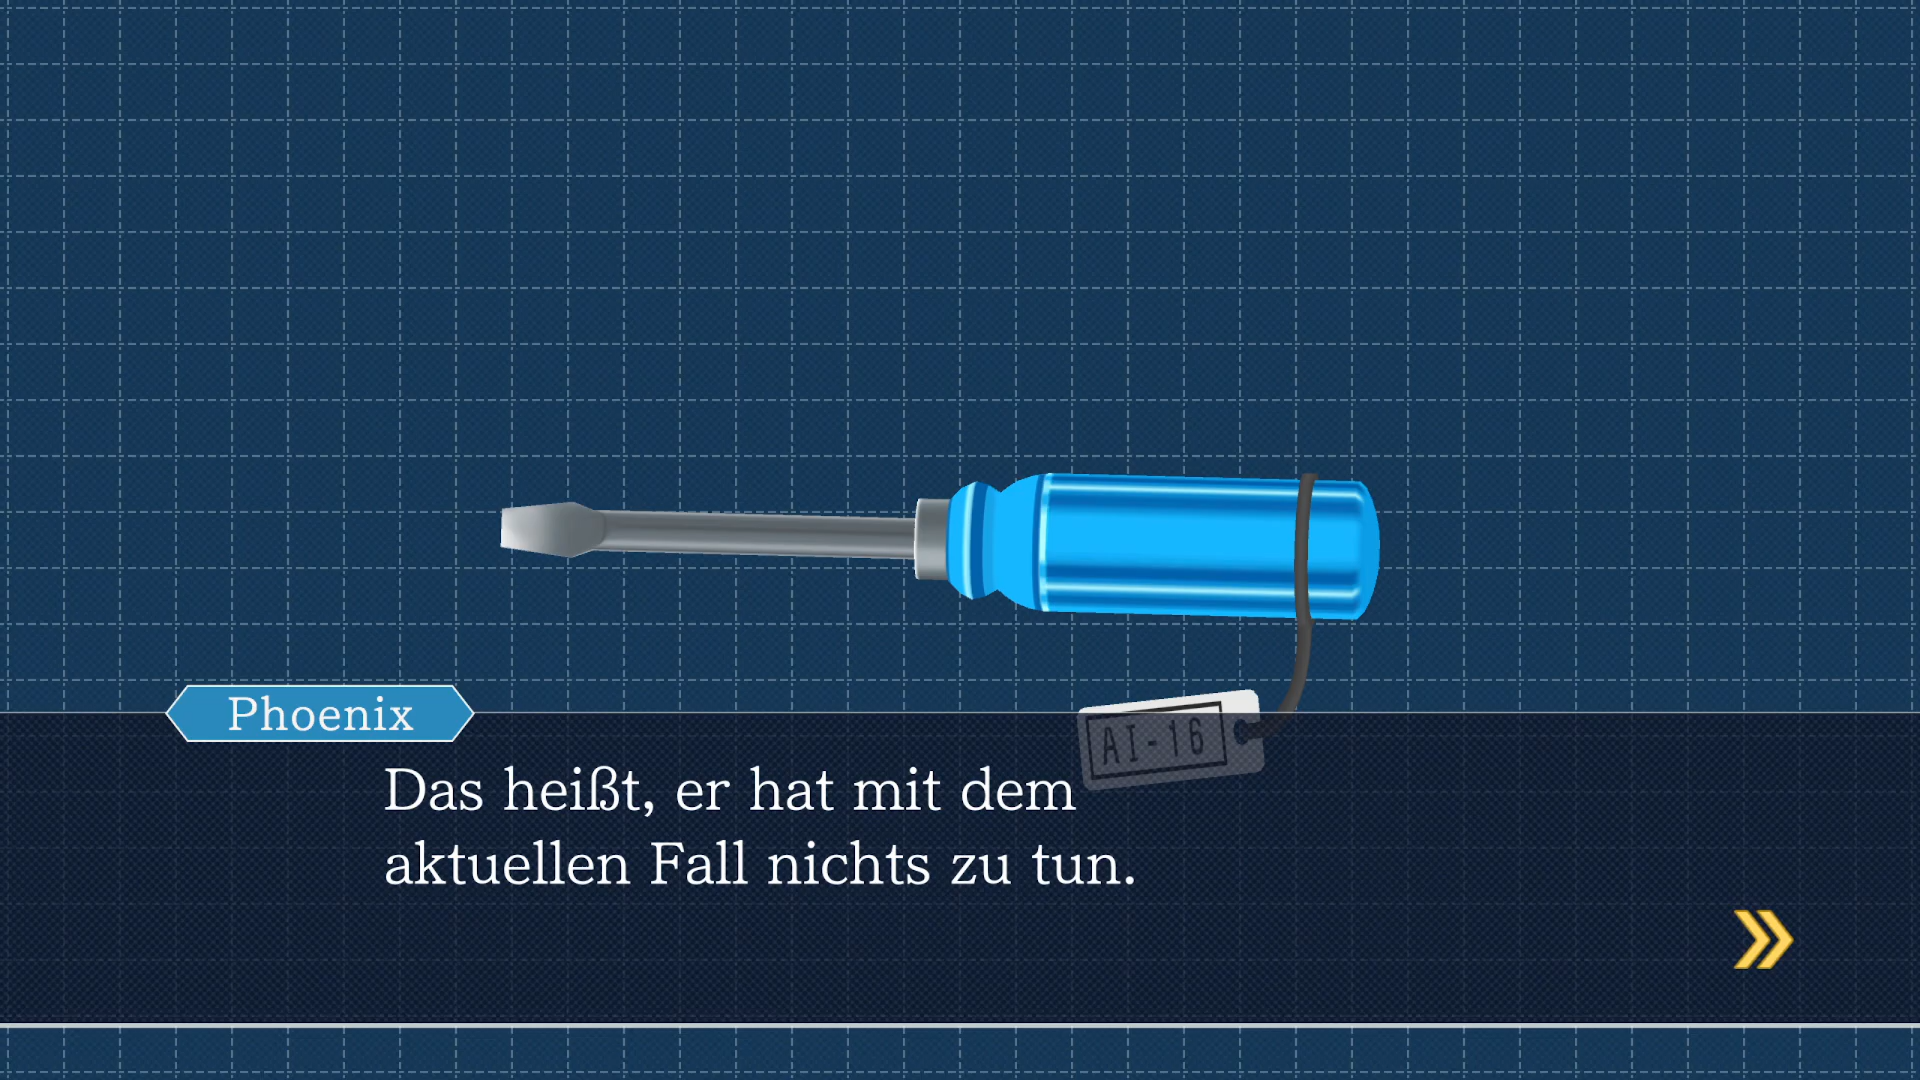 AI-16
Phoenix
Das heißt, er hat mit dem
aktuellen Fall nichts zu tun.